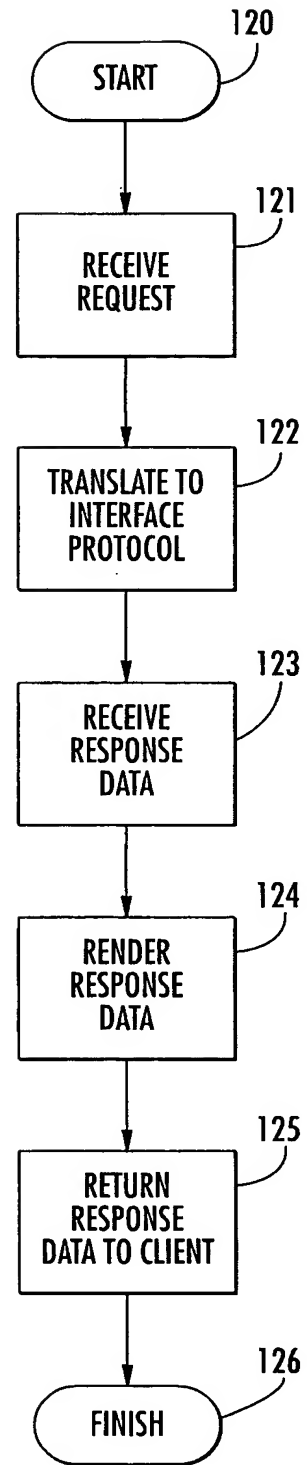 120
START
121
RECEIVE
REQUEST
122
TRANSLATE TO
INTERFACE
PROTOCOL
123
RECEIVE
RESPONSE
DATA
124
RENDER
RESPONSE
DATA
125
RETURN
RESPONSE
DATA TO CLIENT
126
FINISH